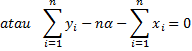 atau ∑_{i=1}^{n} y_i − nα − ∑_{i=1}^{n} x_i = 0